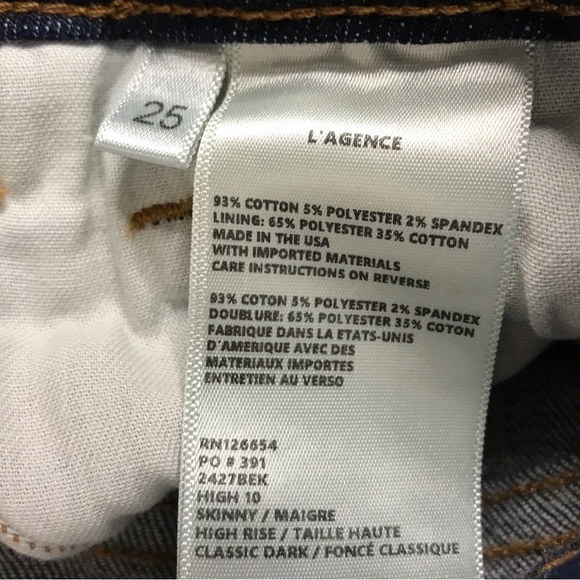 25
L'AGENCE
93% COTTON 5% POLYESTER 2% SPANDEX
LINING: 65% POLYESTER 35% COTTON
MADE IN THE USA
WITH IMPORTED MATERIALS
CARE INSTRUCTIONS ON REVERSE
93% COTON 5% POLYESTER 2% SPANDEX
DOUBLURE: 65% POLYESTER 35% COTON
FABRIQUE DANS LA ETATS-UNIS
D'AMERIQUE AVEC DES
MATERIAUX IMPORTES
ENTRETIEN AU VERSO
RN126654
PO # 391
2427BEK
HIGH 10
SKINNY / MAIGRE
HIGH RISE / TAILLE HAUTE
CLASSIC DARK / FONCÉ CLASSIQUE